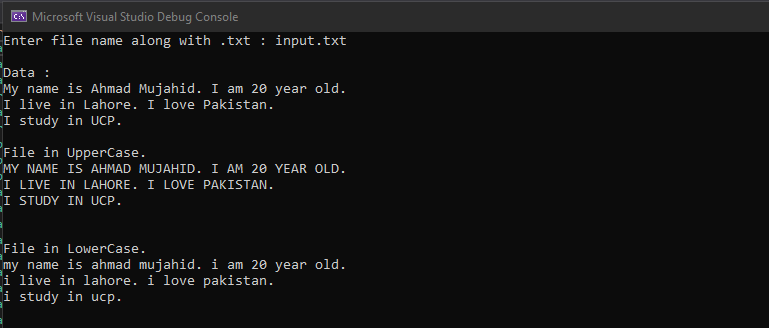 Microsoft Visual Studio Debug Console
Enter file name along with .txt : input.txt
Data :
My name is Ahmad Mujahid. I am 20 year old.
I live in Lahore. I love Pakistan.
I study in UCP.
File in UpperCase.
MY NAME IS AHMAD MUJAHID. I AM 20 YEAR OLD.
I LIVE IN LAHORE. I LOVE PAKISTAN.
I STUDY IN UCP.
File in LowerCase.
my name is ahmad mujahid. i am 20 year old.
i live in lahore. i love pakistan.
i study in ucp.